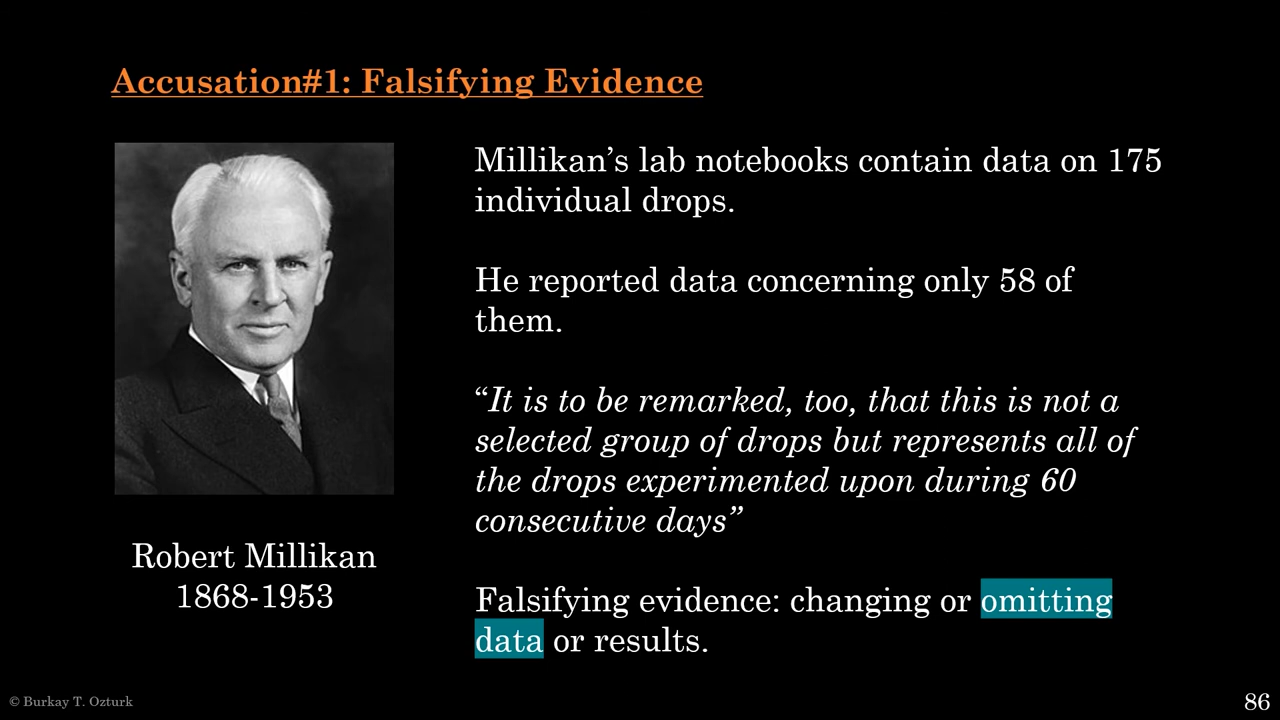 Accusation#1: Falsifying Evidence
Millikan’s lab notebooks contain data on 175
individual drops.
He reported data concerning only 58 of
them.
“It is to be remarked, too, that this is not a
selected group of drops but represents all of
the drops experimented upon during 60
consecutive days”
Falsifying evidence: changing or omitting
data or results.
Robert Millikan
1868-1953
© Burkay T. Ozturk
86